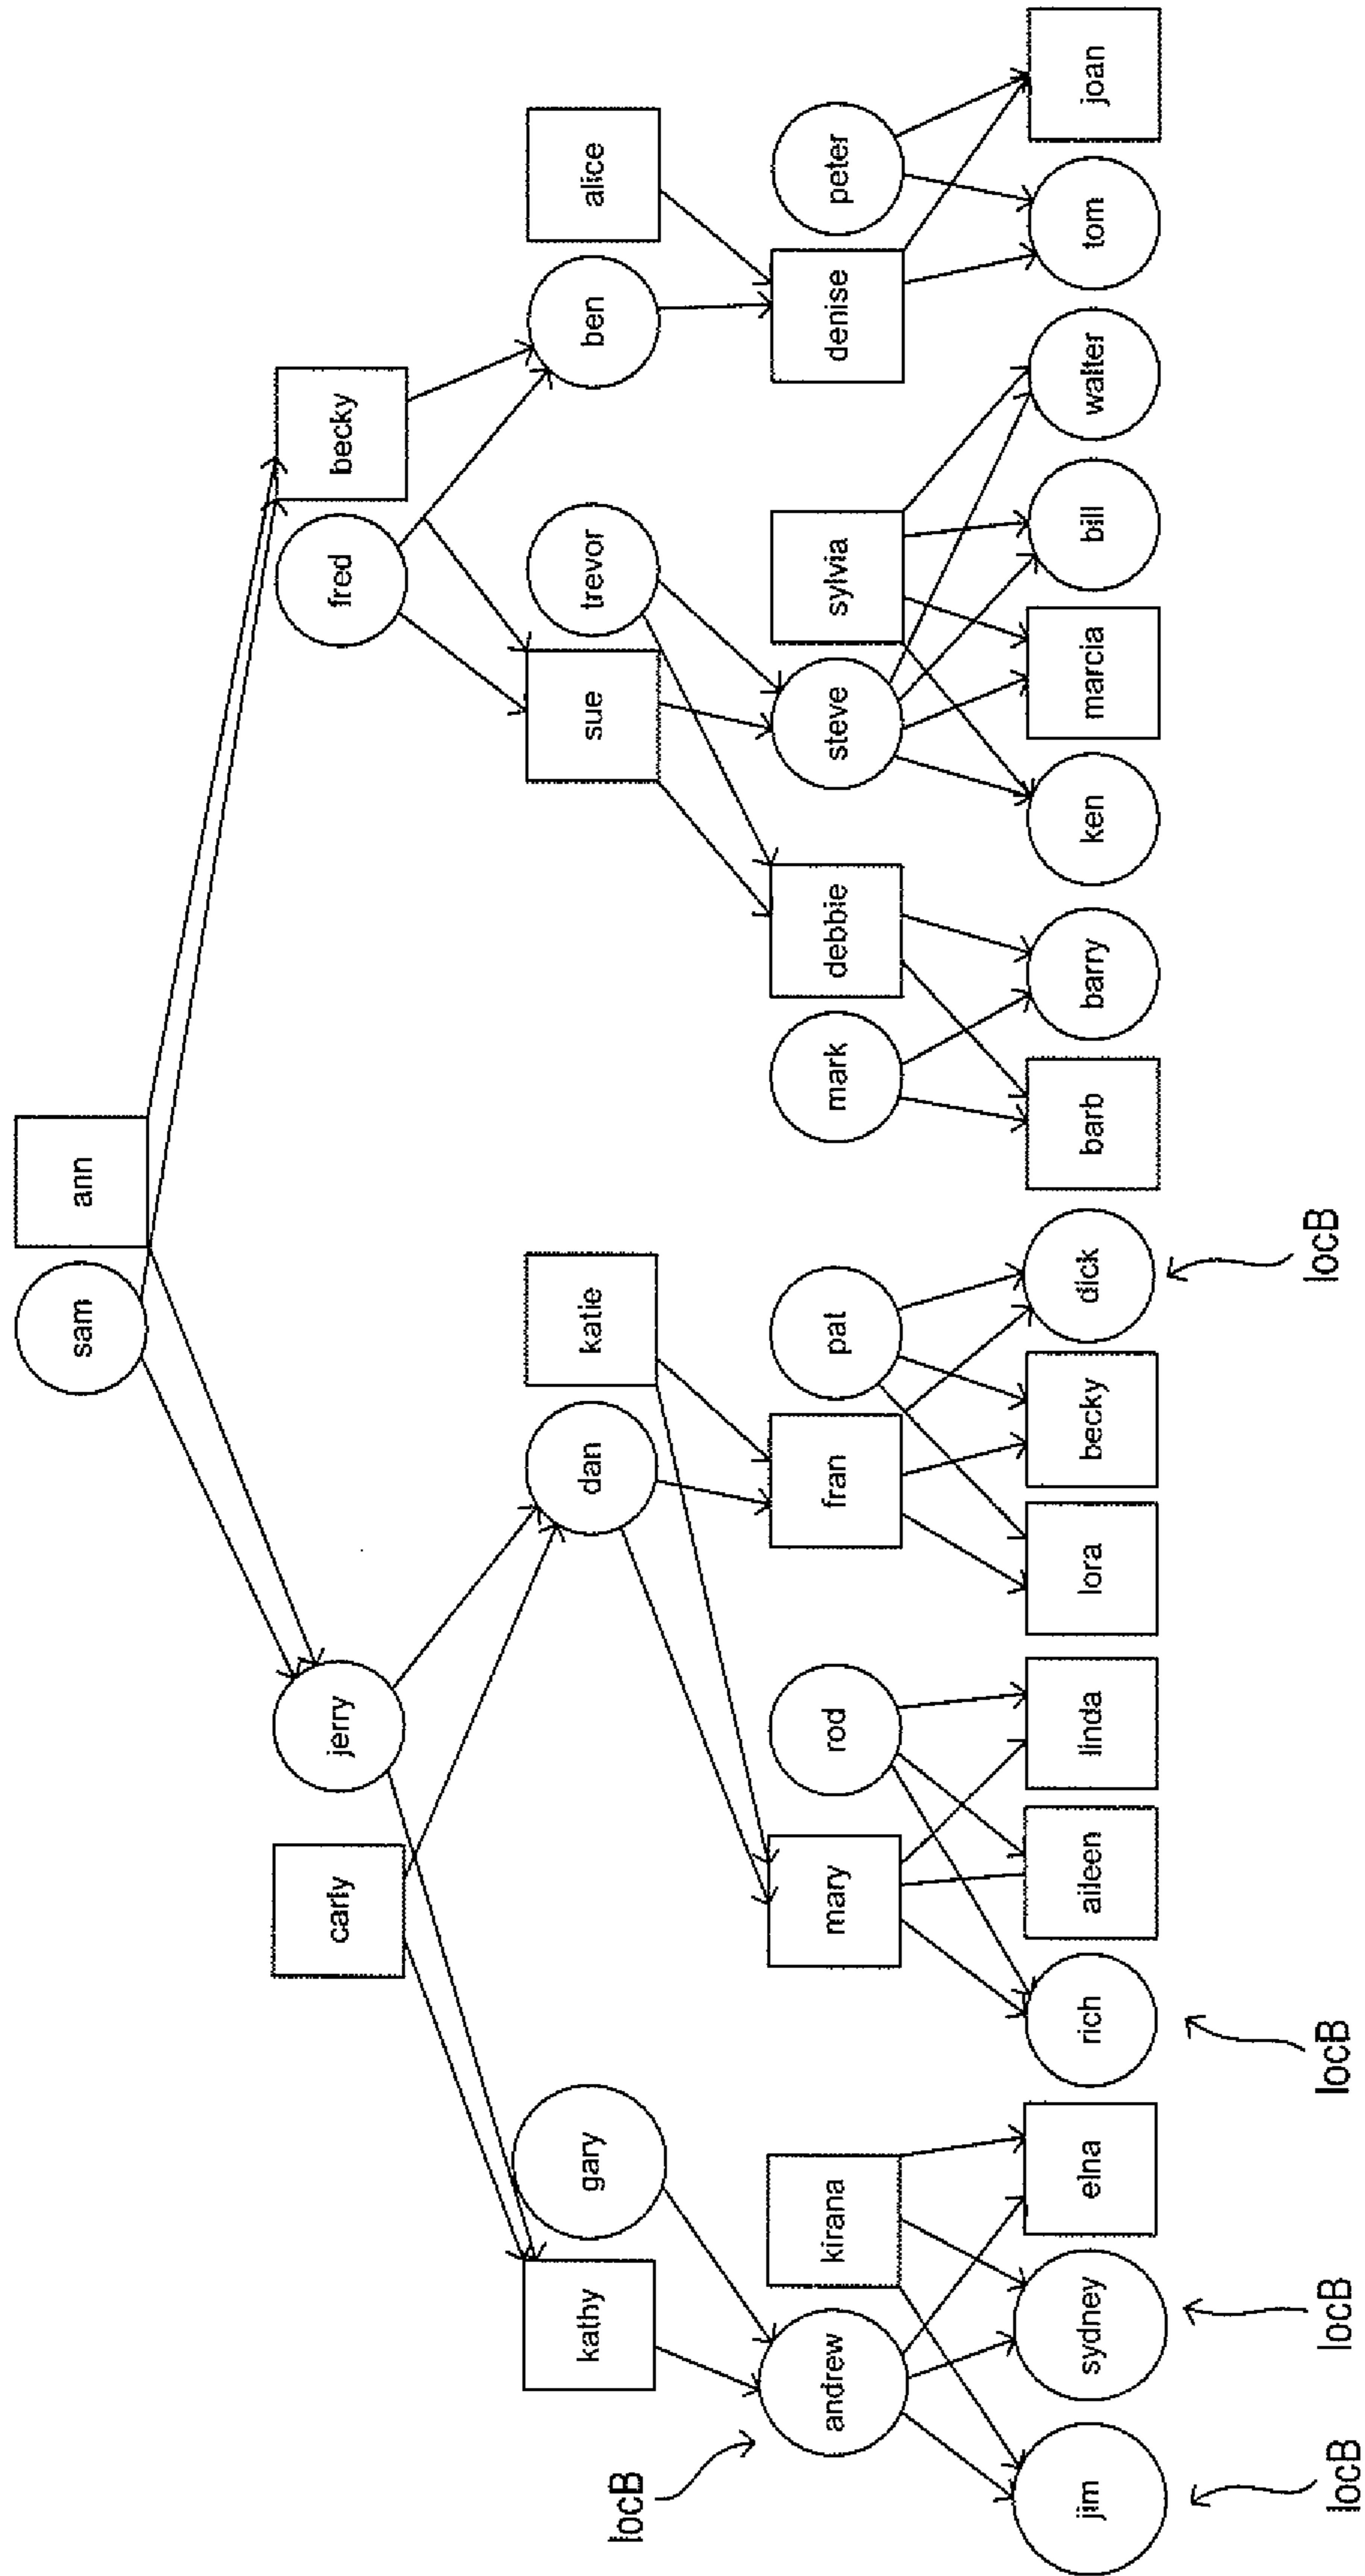 sam
ann
carly
jerry
fred
becky
kathy
gary
dan
katie
sue
trevor
ben
alice
locB
andrew
kirana
mary
rod
fran
pat
mark
debbie
steve
sylvia
denise
peter
jim
sydney
elna
rich
aileen
linda
lora
becky
dick
barb
barry
ken
marcia
bill
walter
tom
joan
locB
locB
locB
locB